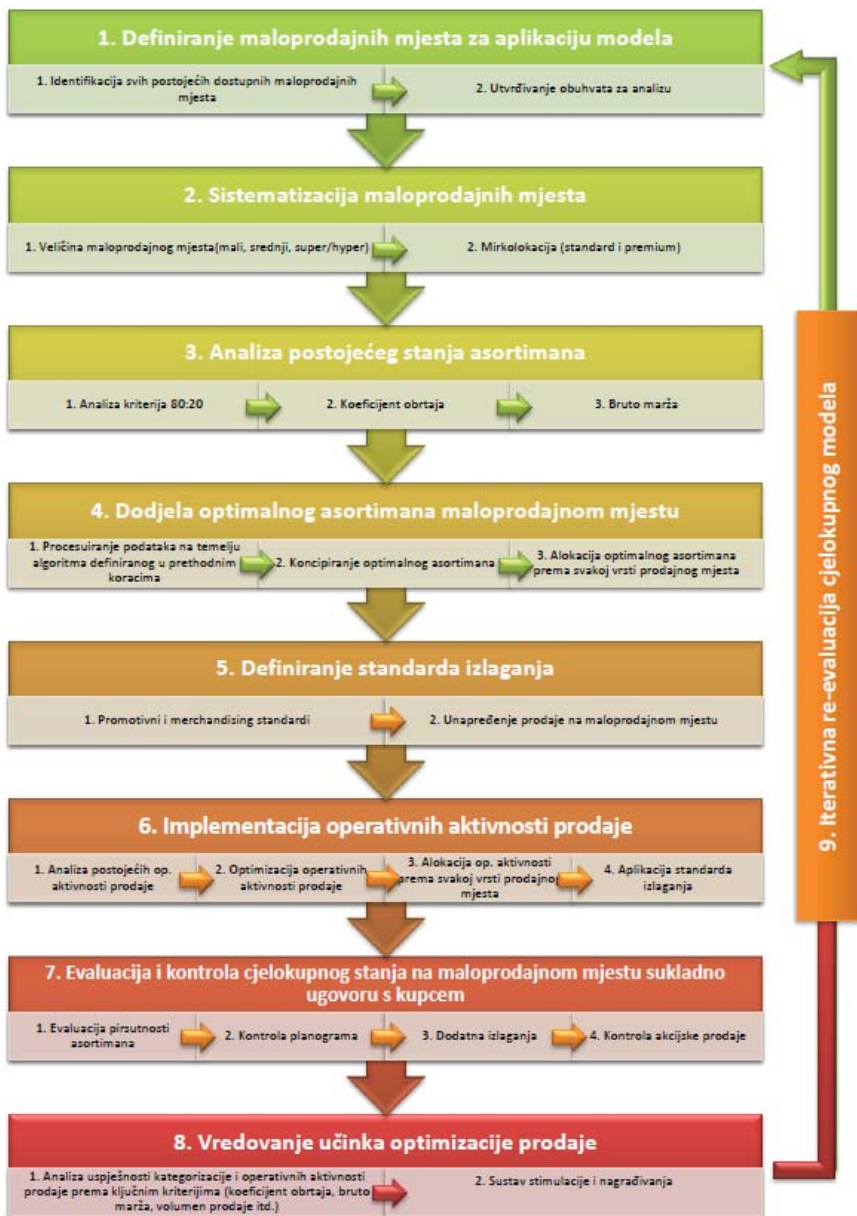 1. Definiranje maloprodajnih mjesta za aplikaciju modela
1. Identifikacija svih postojećih dostupnih maloprodajnih
mjesta
2. Utvrđivanje obuhvata za analizu
2. Sistematizacija maloprodajnih mjesta
1. Veličina maloprodajnog mjesta(mali, srednji, super/hyper)
2. Mirkolokacija (standard i premium)
3. Analiza postojećeg stanja asortimana
1. Analiza kriterija 80:20
2. Koeficijent obrtaja
3. Bruto marža
4. Dodjela optimalnog asortimana maloprodajnom mjestu
1. Procesuiranje podataka na temelju
algoritma definiranog u prethodnim
koracima
2. Koncipiranje optimalnog asortimana
3. Alokacija optimalnog asortimana
prema svakoj vrsti prodajnog mjesta
5. Definiranje standarda izlaganja
1. Promotivni i merchandising standardi
2. Unapređenje prodaje na maloprodajnom mjestu
6. Implementacija operativnih aktivnosti prodaje
1. Analiza postojećih op.
aktivnosti prodaje
2. Optimizacija operativnih
aktivnosti prodaje
3. Alokacija op. aktivnosti
prema svakoj vrsti prodajnog
mjesta
4. Aplikacija standarda
izlaganja
7. Evaluacija i kontrola cjelokupnog stanja na maloprodajnom mjestu sukladno
ugovoru s kupcem
1. Evaluacija pirsutnosti
asortimana
2. Kontrola planograma
3. Dodatna izlaganja
4. Kontrola akcijske prodaje
8. Vredovanje učinka optimizacije prodaje
1. Analiza uspješnosti kategorizacije i operativnih aktivnosti
prodaje prema ključnim kriterijima (koeficijent obrtaja, bruto
marža, volumen prodaje itd.)
2. Sustav stimulacije i nagrađivanja
9. Iterativna re-evaluacija cjelokupnog modela